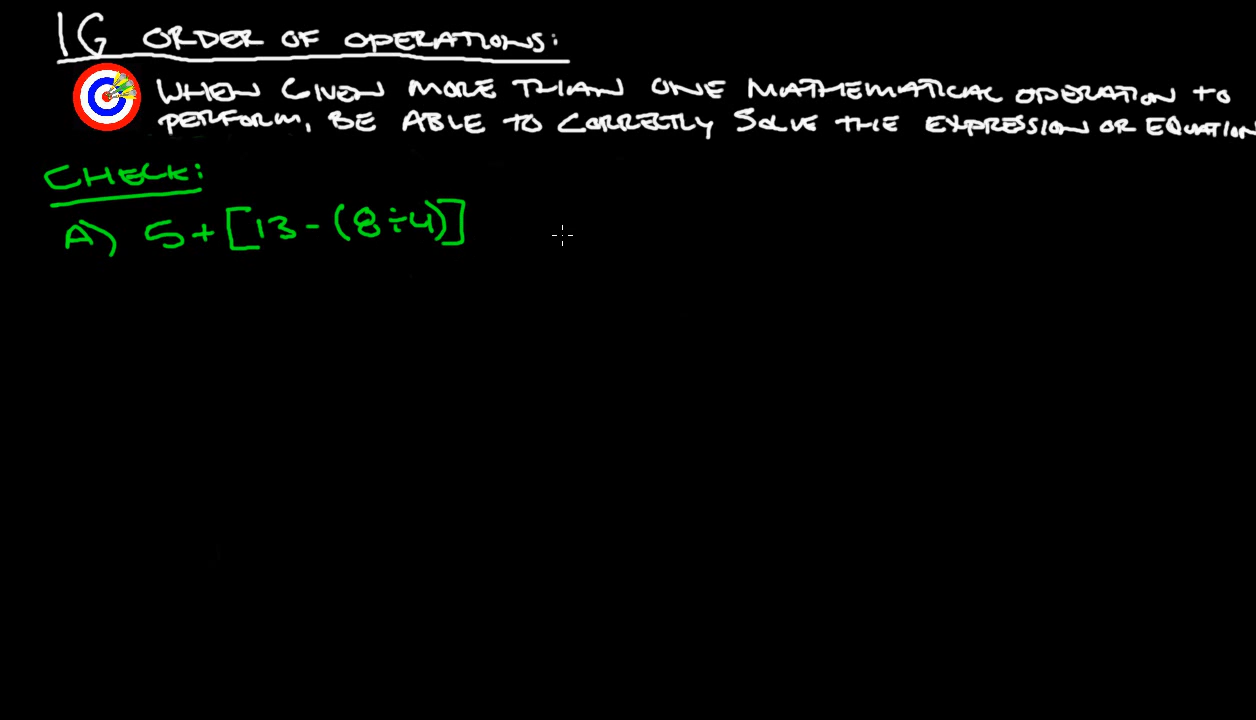 1G ORDER OF OPERATIONS:
WHEN GIVEN MORE THAN ONE MATHEMATICAL OPERATION TO
PERFORM, BE ABLE TO CORRECTLY SOLVE THE EXPRESSION OR EQUATION
CHECK:
A) 5+[13-(8÷4)]